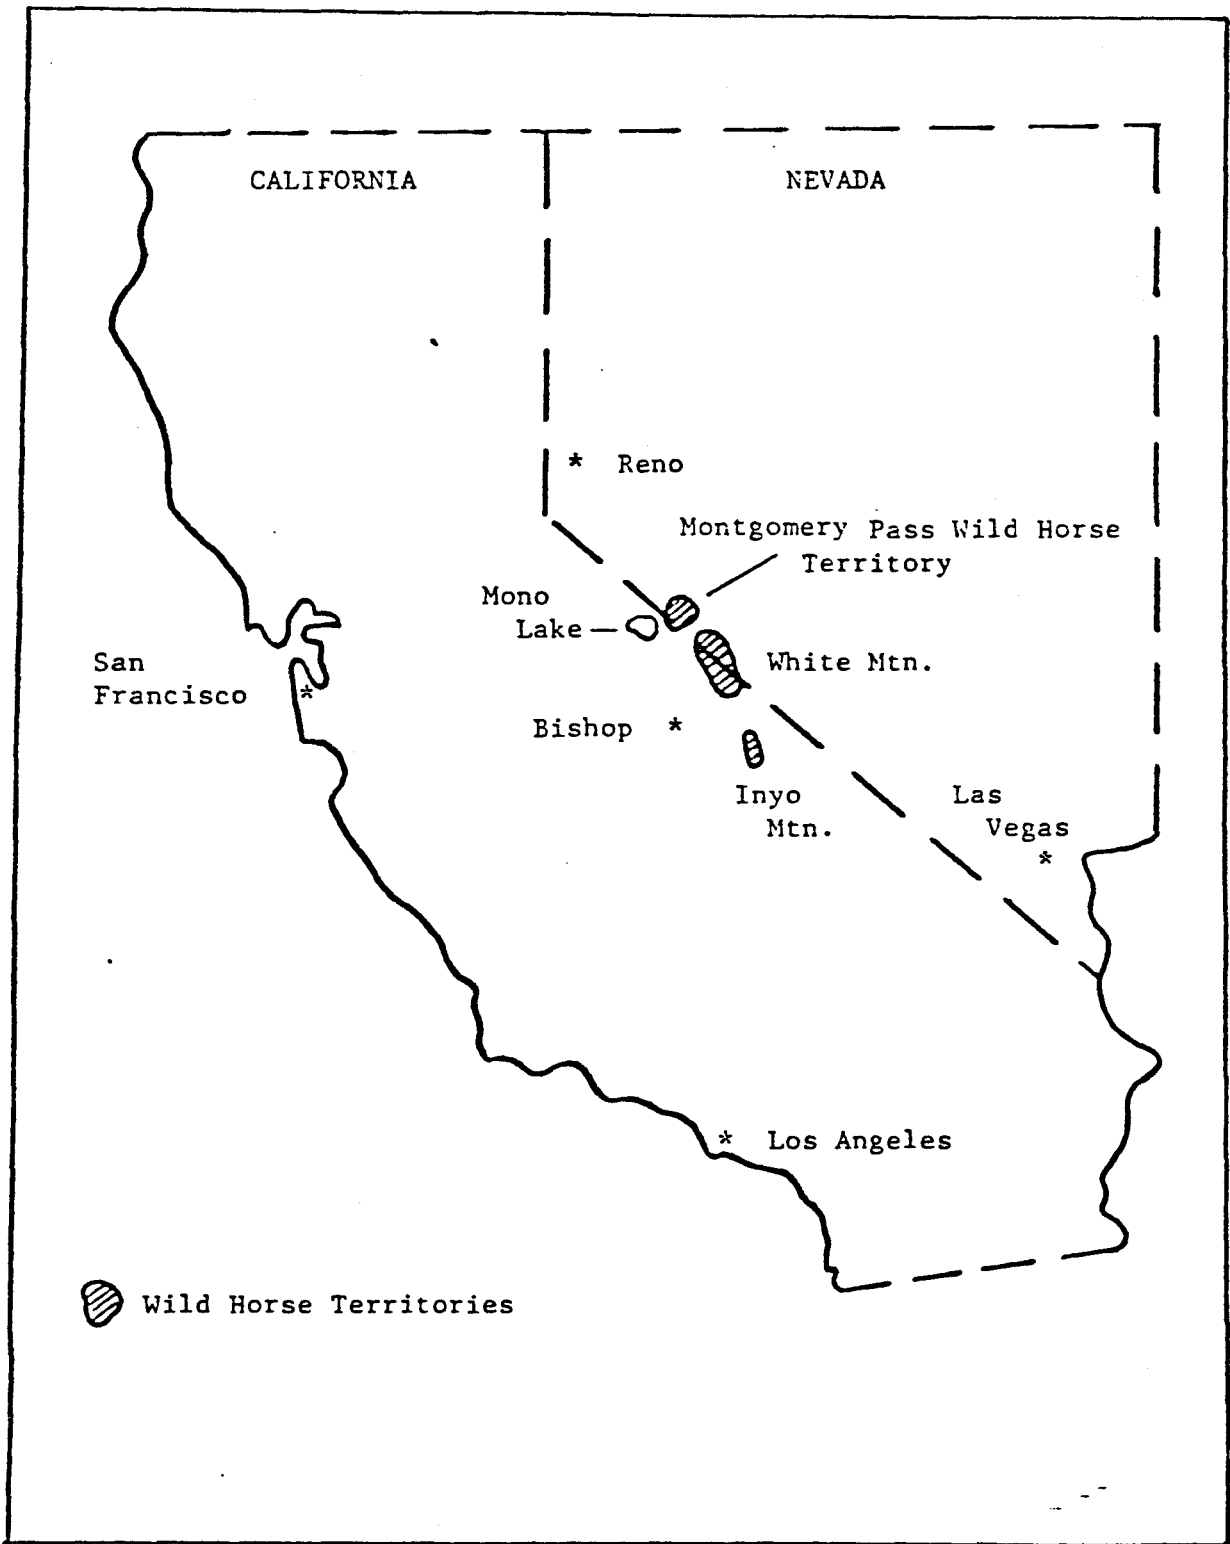 CALIFORNIA
NEVADA
* Reno
Montgomery Pass Wild Horse
Territory
Mono
Lake
San
Francisco *
White Mtn.
Bishop *
Inyo
Mtn.
Las
Vegas
*
* Los Angeles
Wild Horse Territories